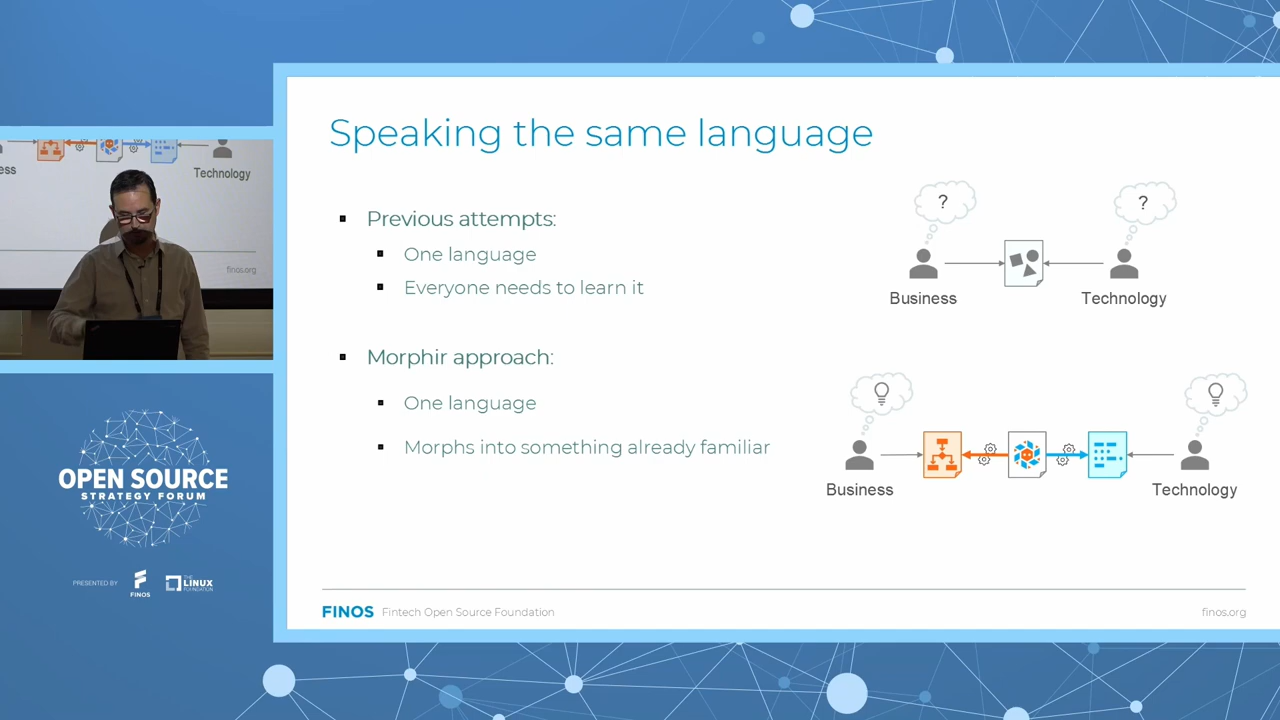 Speaking the same language
Previous attempts:
One language
Everyone needs to learn it
?
?
Business
Technology
Morphir approach:
One language
Morphs into something already familiar
Business
Technology
FINOS Fintech Open Source Foundation
finos.org
ess
Technology
finos.org
OPEN SOURCE
STRATEGY FORUM
PRESENTED BY
FINOS
THE
LINUX
FOUNDATION